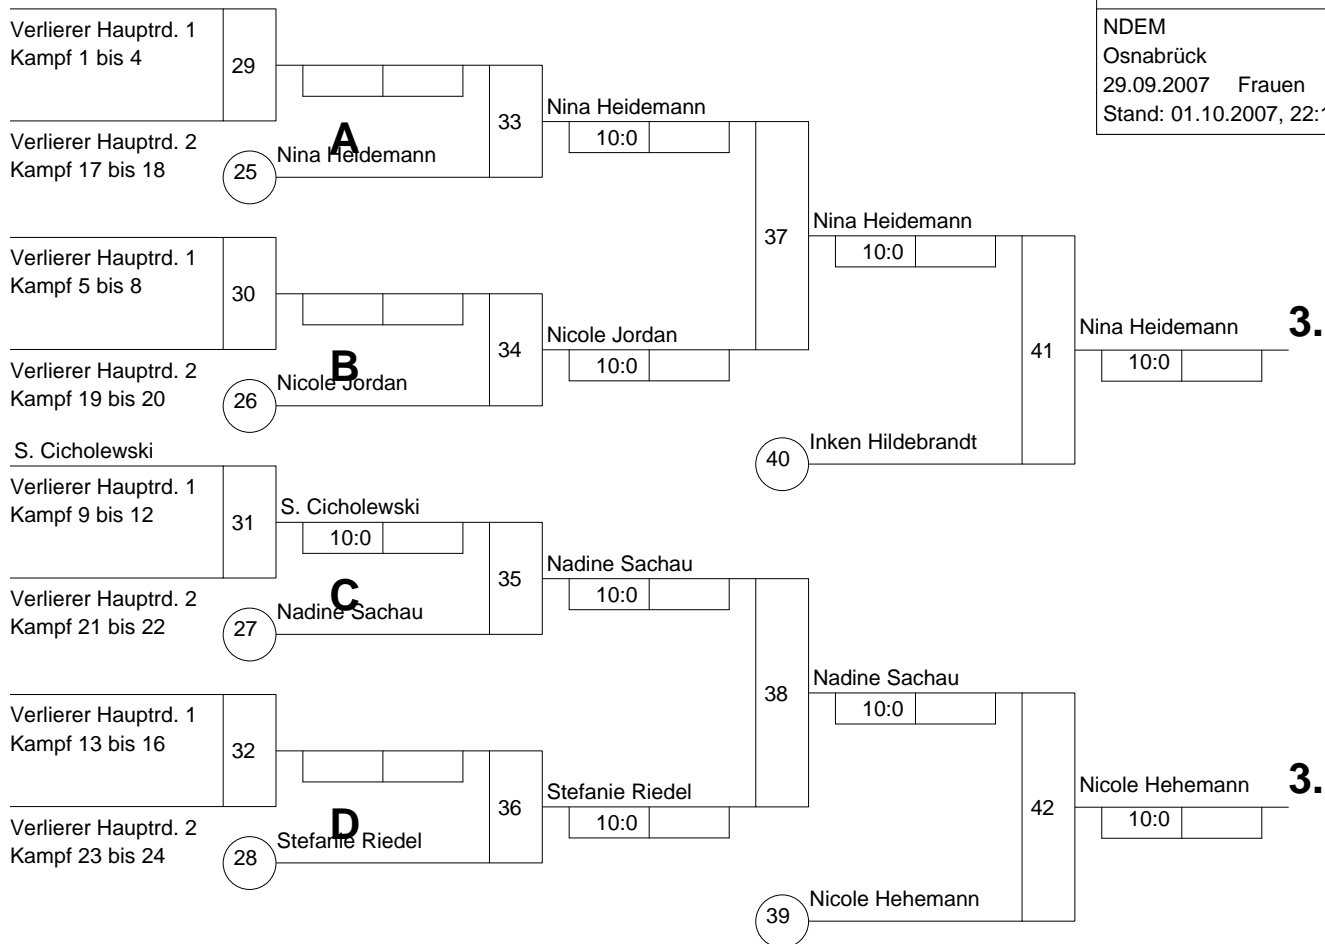 NDEM
Osnabrück
29.09.2007 Frauen
Stand: 01.10.2007, 22:1
Verlierer Hauptrd. 1
Kampf 1 bis 4
29
Verlierer Hauptrd. 2
Kampf 17 bis 18
A
25
Nina Heidemann
33
Nina Heidemann
10:0
Verlierer Hauptrd. 1
Kampf 5 bis 8
30
Verlierer Hauptrd. 2
Kampf 19 bis 20
B
26
Nicole Jordan
34
Nicole Jordan
10:0
37
Nina Heidemann
10:0
40
Inken Hildebrandt
41
Nina Heidemann
10:0
3.
S. Cicholewski
Verlierer Hauptrd. 1
Kampf 9 bis 12
31
S. Cicholewski
10:0
Verlierer Hauptrd. 2
Kampf 21 bis 22
C
27
Nadine Sachau
35
Nadine Sachau
10:0
Verlierer Hauptrd. 1
Kampf 13 bis 16
32
Verlierer Hauptrd. 2
Kampf 23 bis 24
D
28
Stefanie Riedel
36
Stefanie Riedel
10:0
38
Nadine Sachau
10:0
39
Nicole Hehemann
42
Nicole Hehemann
10:0
3.